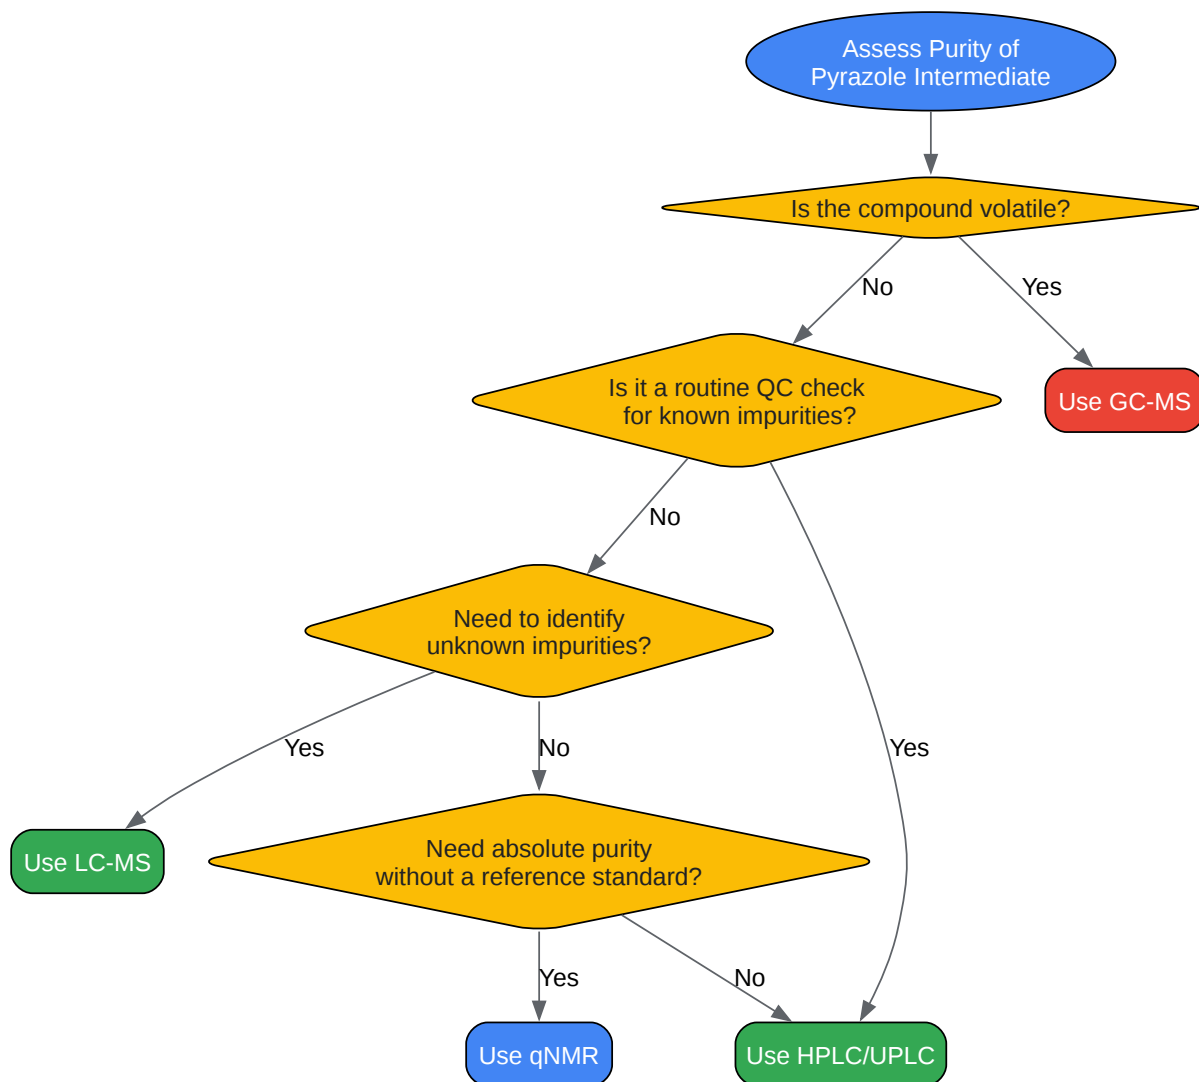 Assess Purity of
Pyrazole Intermediate
Is the compound volatile?
No
Yes
Is it a routine QC check
for known impurities?
Use GC-MS
No
Need to identify
unknown impurities?
Yes
No
Yes
Need absolute purity
without a reference standard?
Use LC-MS
Yes
No
Use qNMR
Use HPLC/UPLC